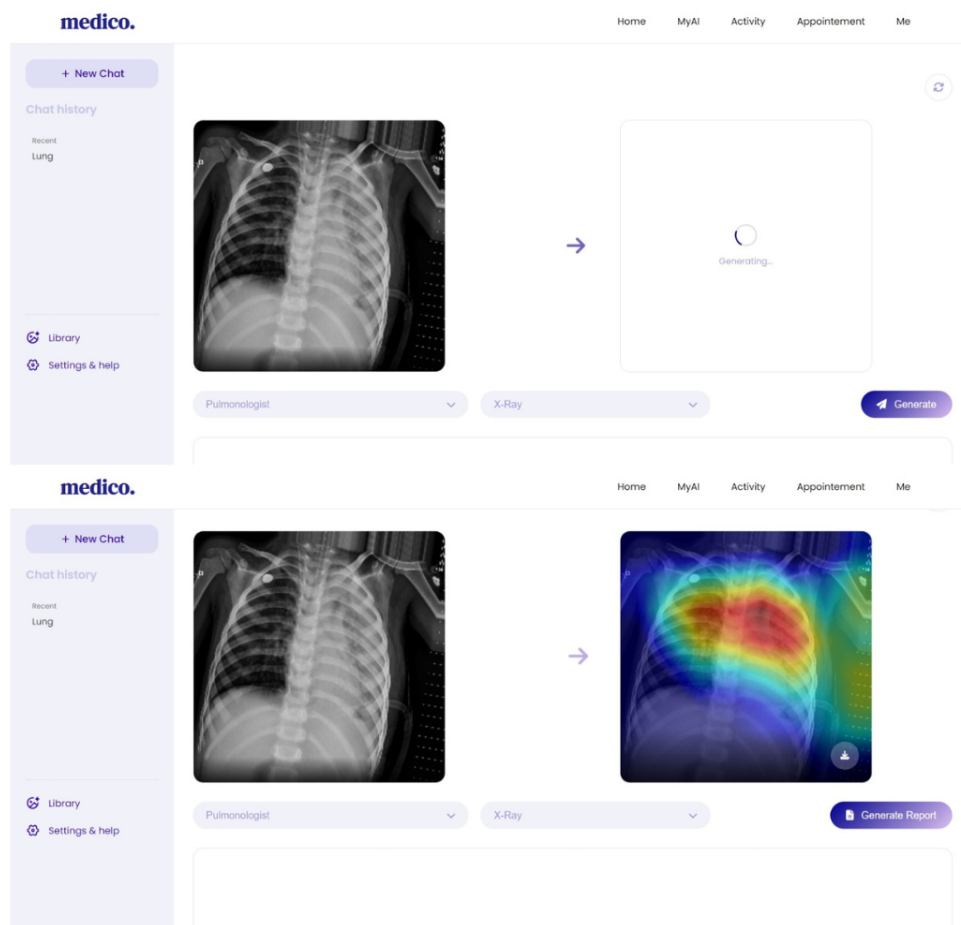 medico.
Home MyAI Activity Appointement Me
+ New Chat
Chat history
Recent
Lung
Generating...
Library
Settings & help
Pulmonologist
X-Ray
Generate
medico.
Home MyAI Activity Appointement Me
+ New Chat
Chat history
Recent
Lung
Library
Settings & help
Pulmonologist
X-Ray
Generate Report